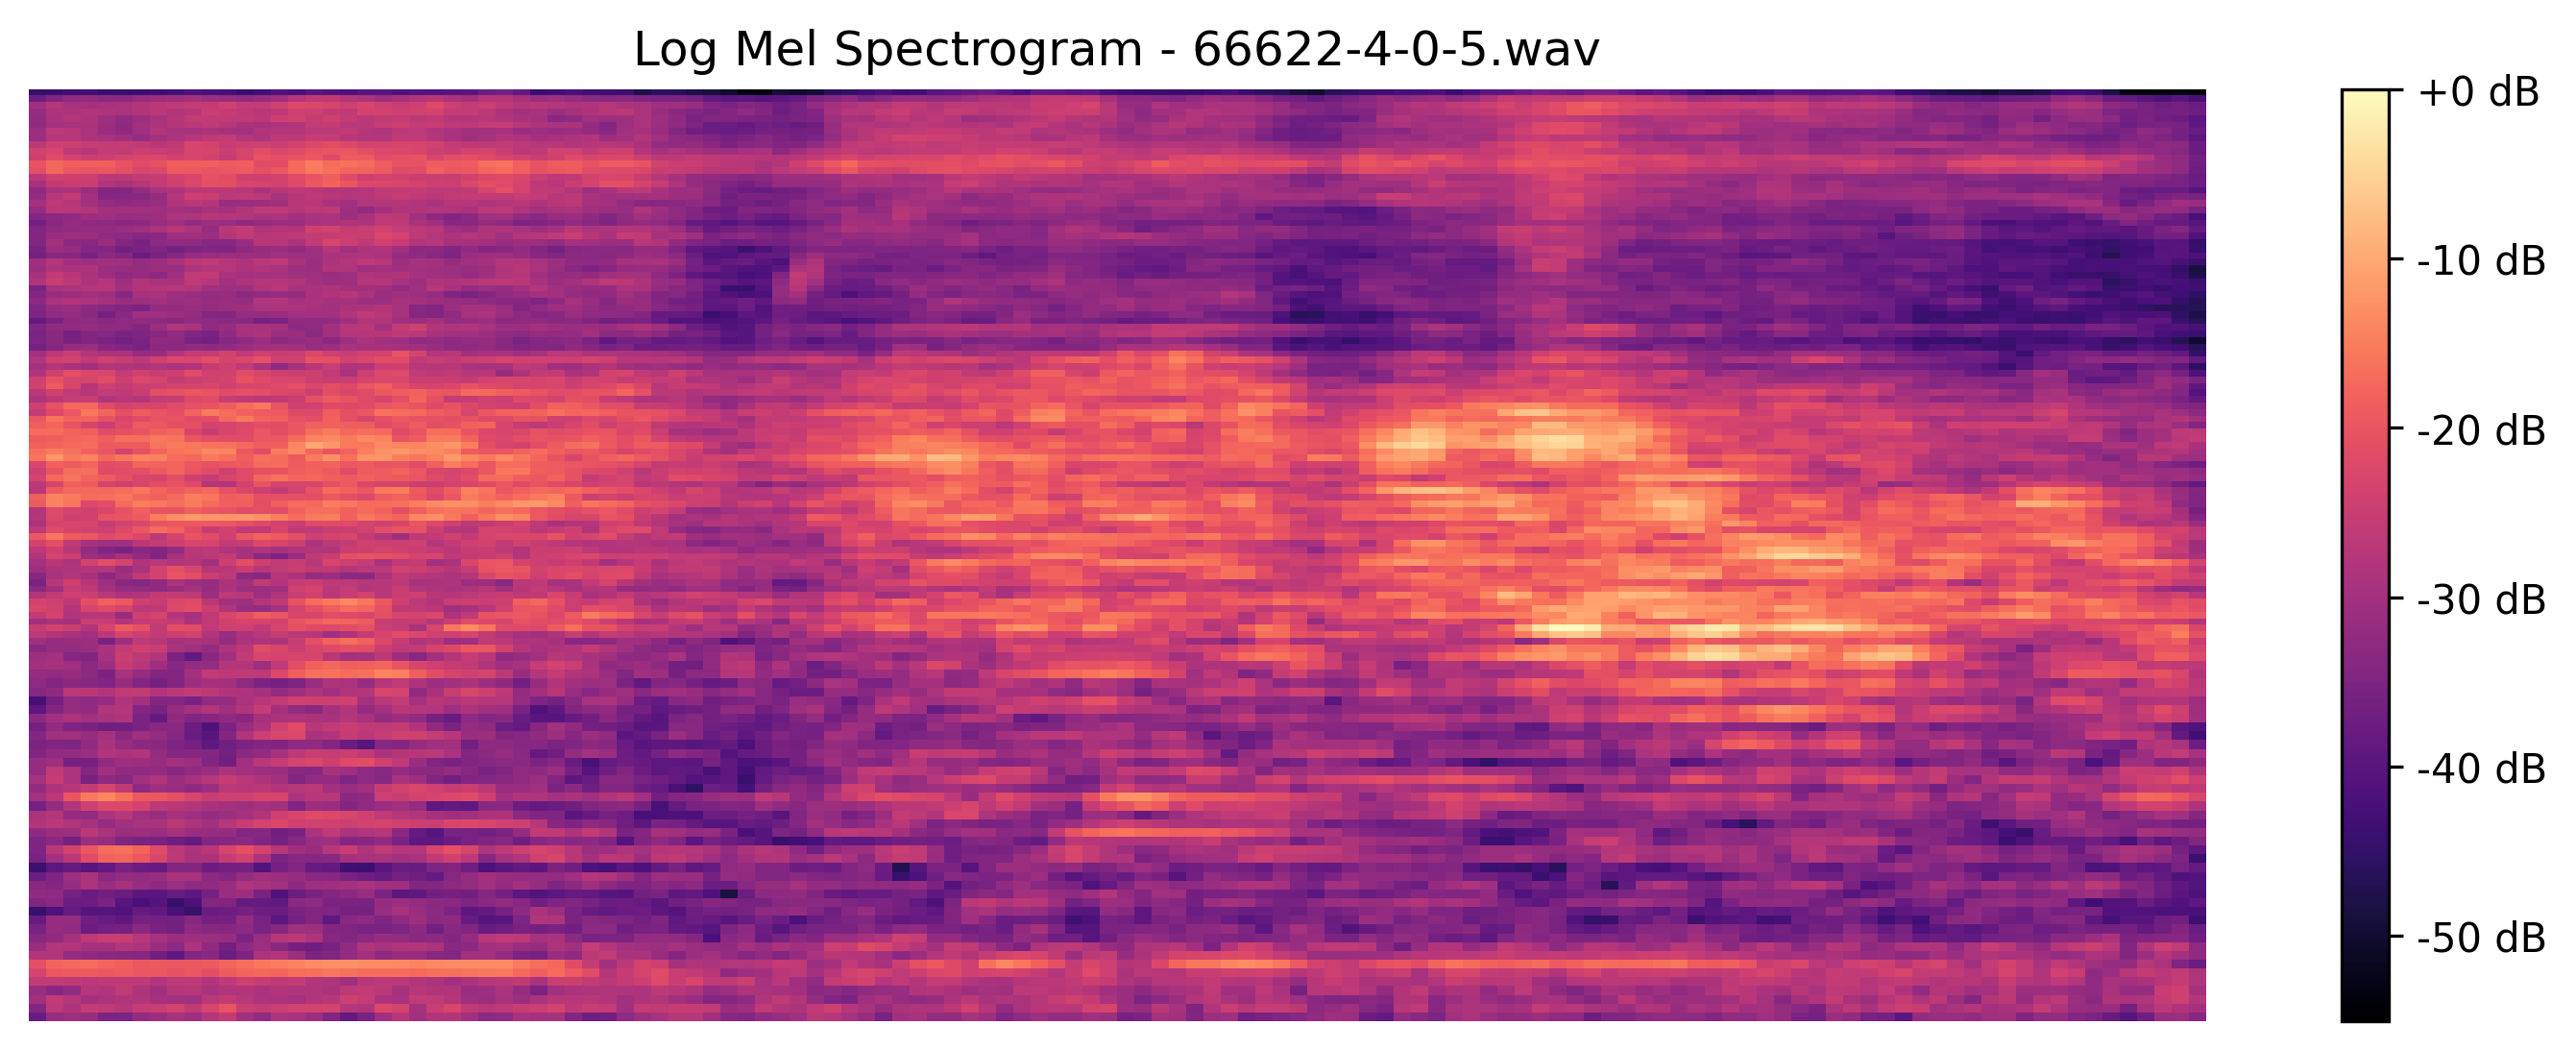 Log Mel Spectrogram - 66622-4-0-5.wav
+0 dB
-10 dB
-20 dB
-30 dB
-40 dB
-50 dB